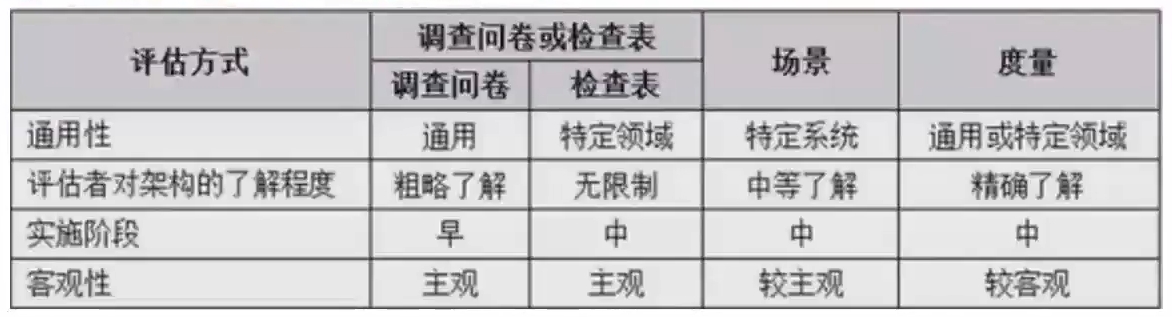 评估方式 调查问卷或检查表 场景 度量
调查问卷 检查表
通用性 通用 特定领域 特定系统 通用或特定领域
评估者对架构的了解程度 粗略了解 无限制 中等了解 精确了解
实施阶段 早 中 中 中
客观性 主观 主观 较主观 较客观